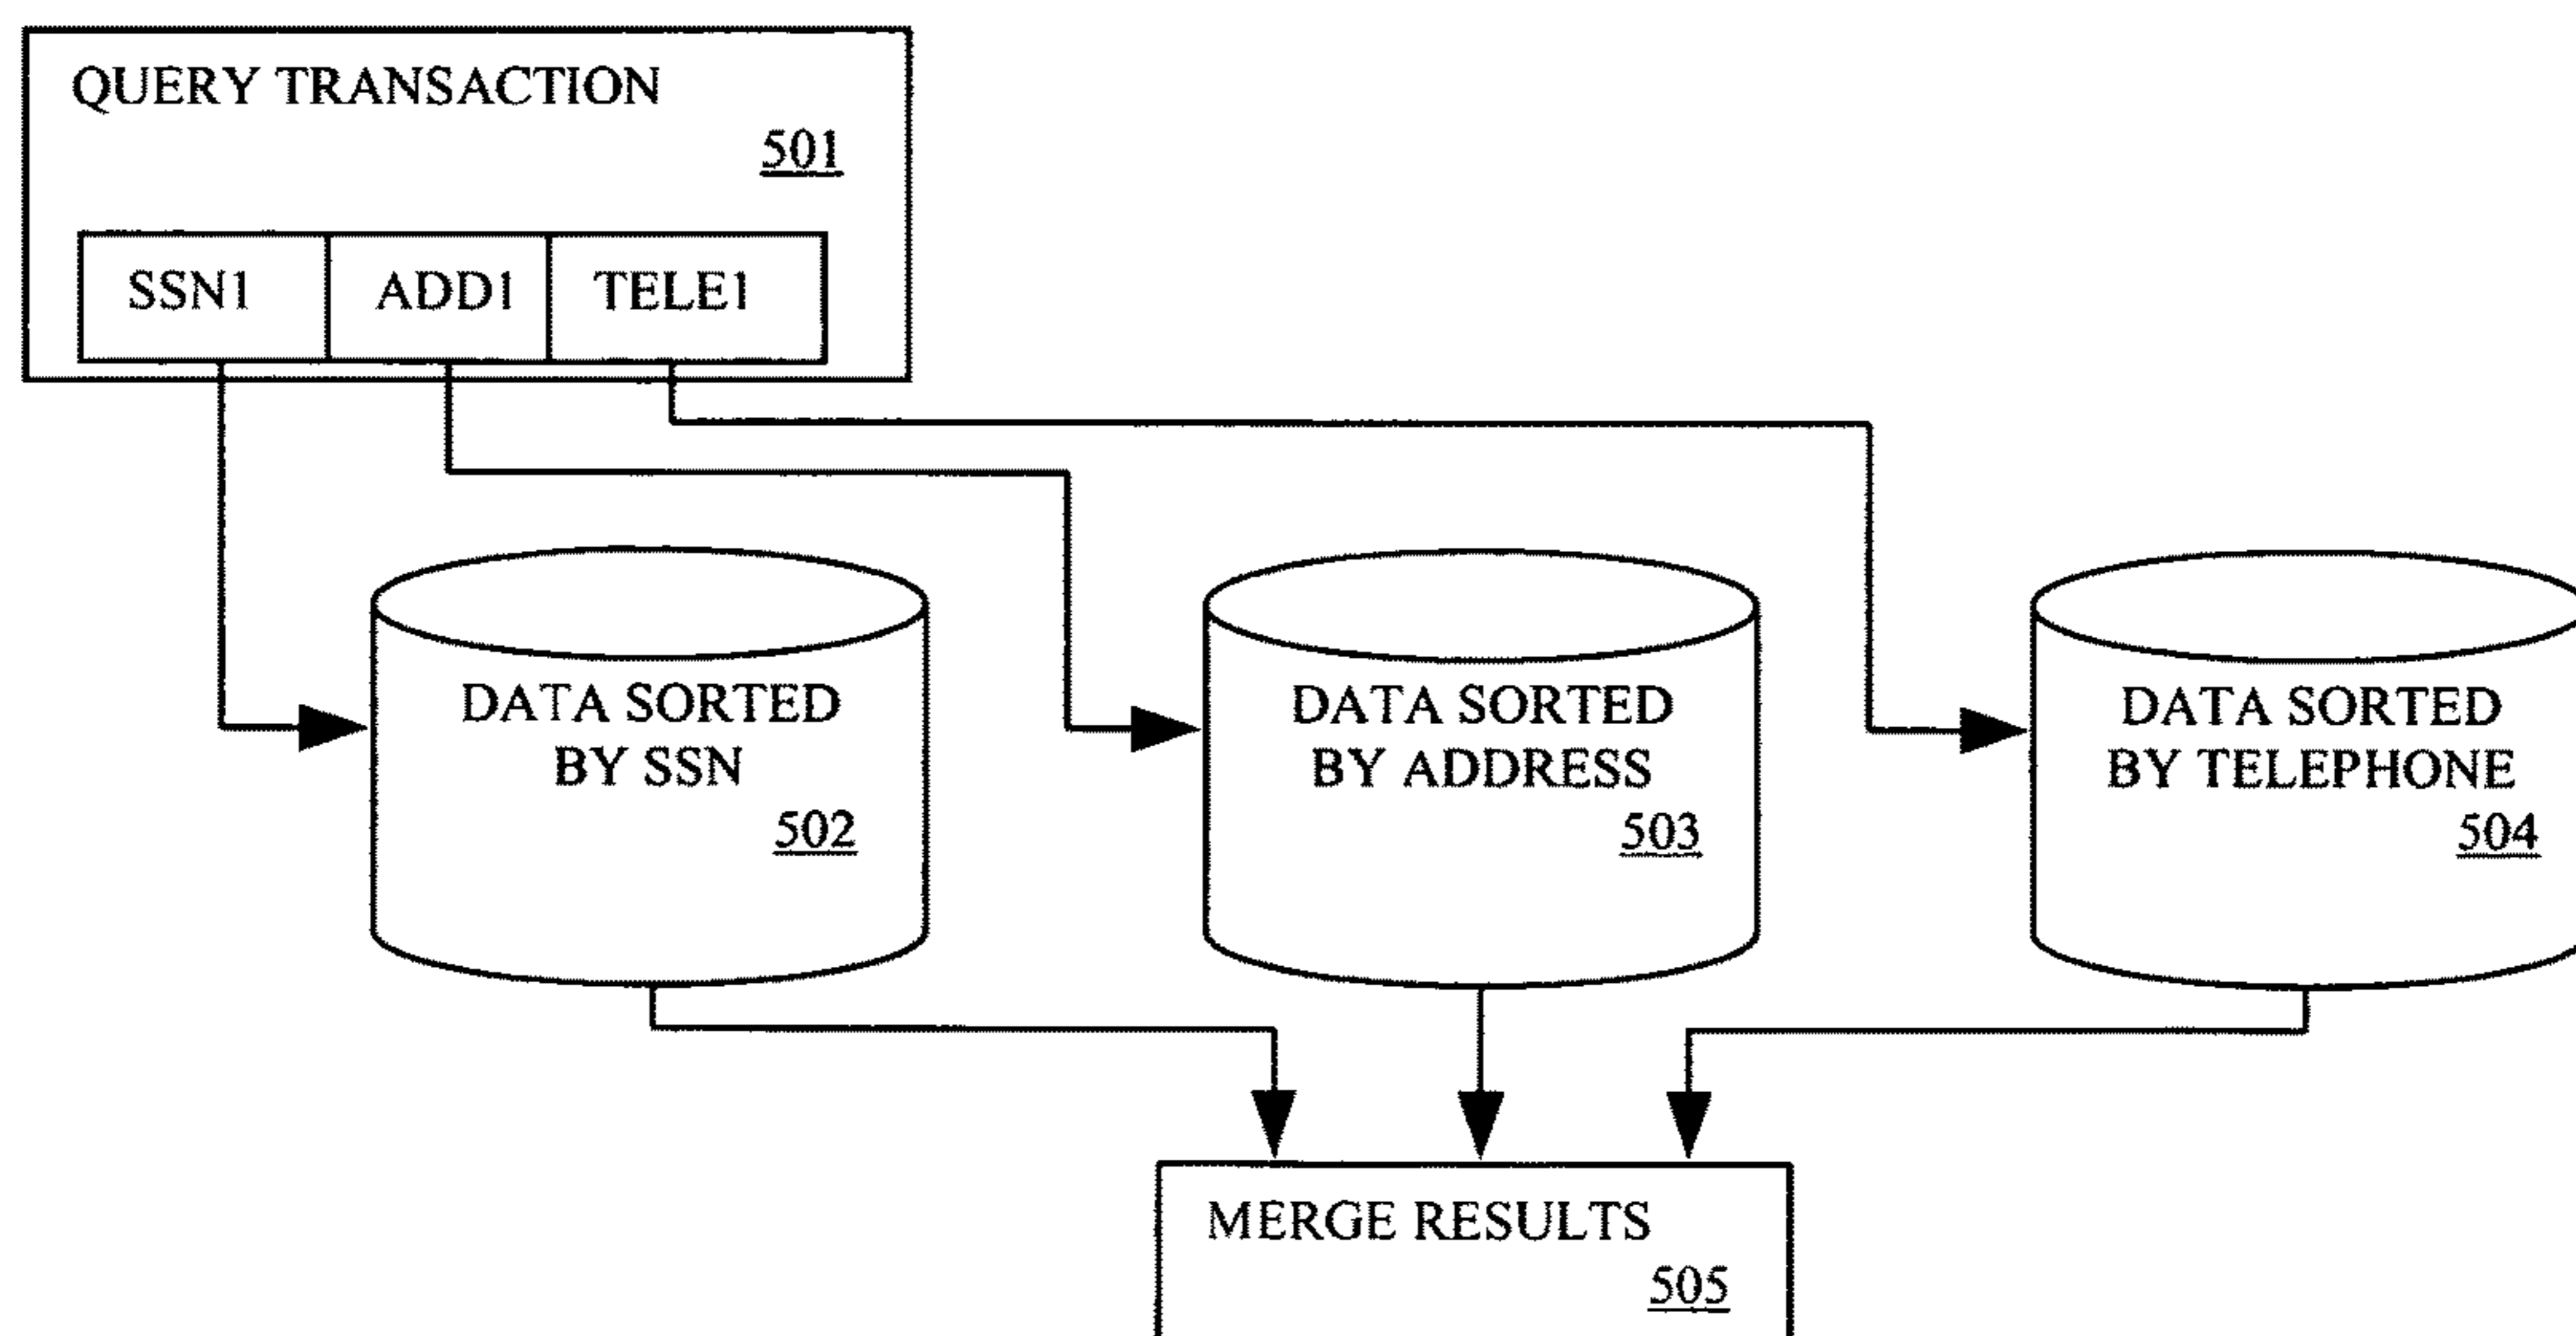 QUERY TRANSACTION
501
SSN1
ADD1
TELE1
DATA SORTED
BY SSN
502
DATA SORTED
BY ADDRESS
503
DATA SORTED
BY TELEPHONE
504
MERGE RESULTS
505